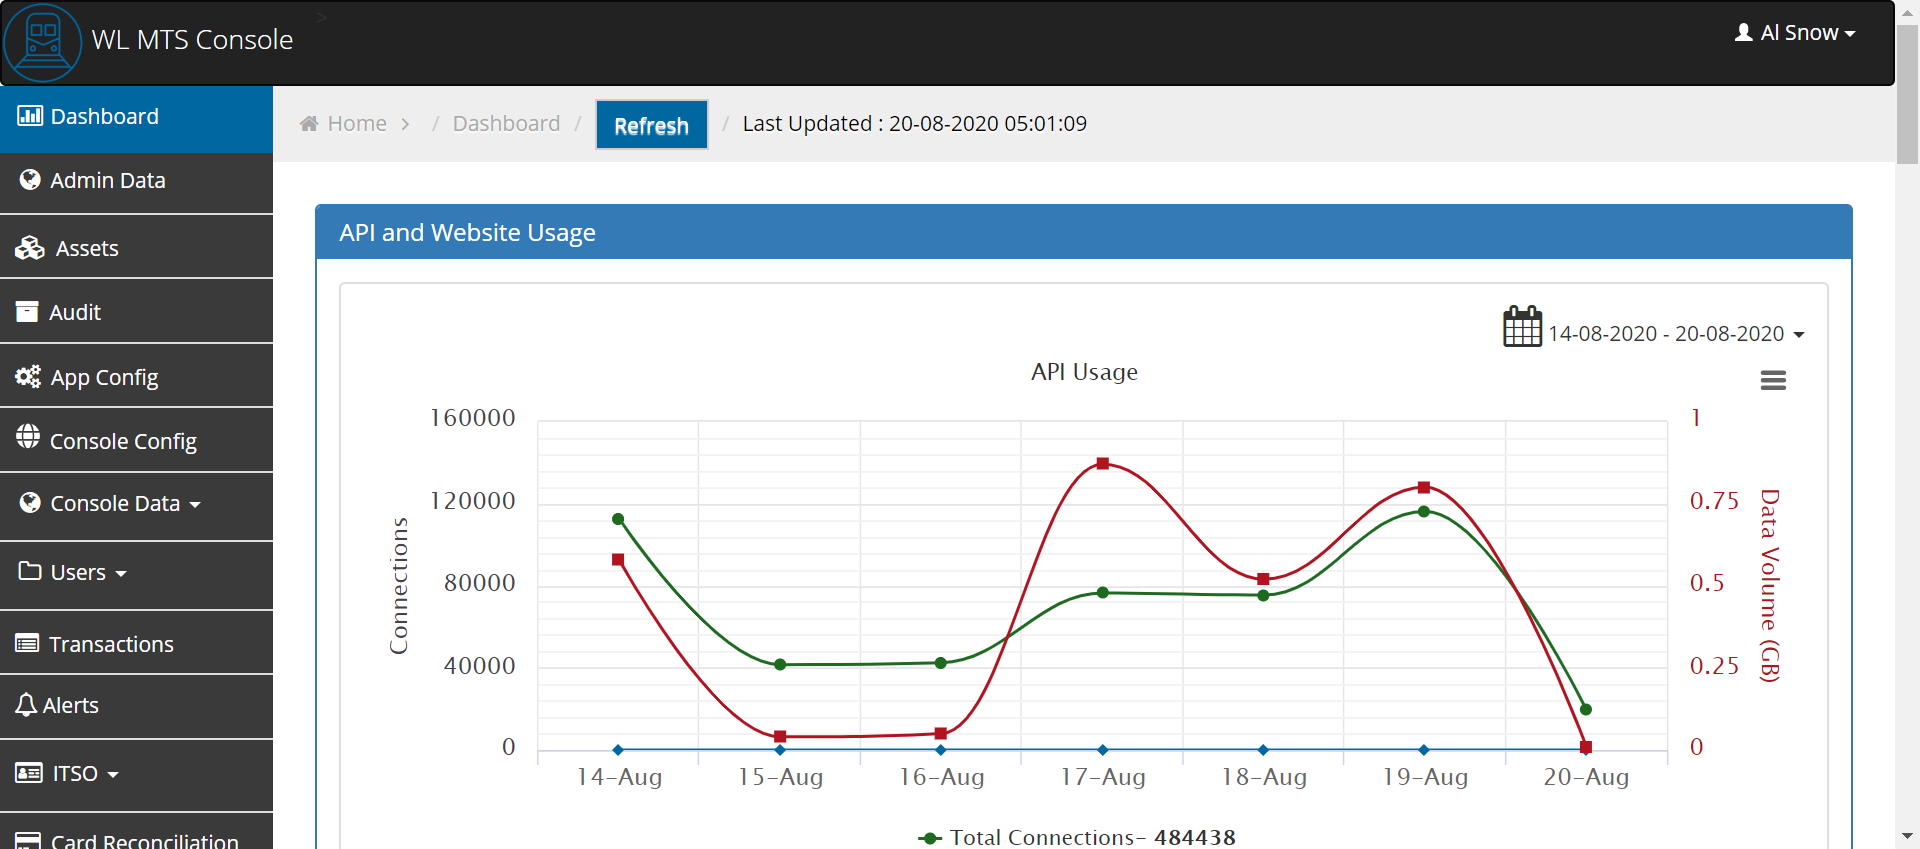 WL MTS Console
>
Al Snow
Dashboard
Admin Data
Assets
Audit
App Config
Console Config
Console Data
Users
Transactions
Alerts
ITSO
Card Reconciliation
Home > / Dashboard / Refresh / Last Updated : 20-08-2020 05:01:09
API and Website Usage
14-08-2020 - 20-08-2020
API Usage
Connections
160000
120000
80000
40000
0
1
0.75
0.5
0.25
0
Data Volume (GB)
14-Aug 15-Aug 16-Aug 17-Aug 18-Aug 19-Aug 20-Aug
Total Connections- 484438